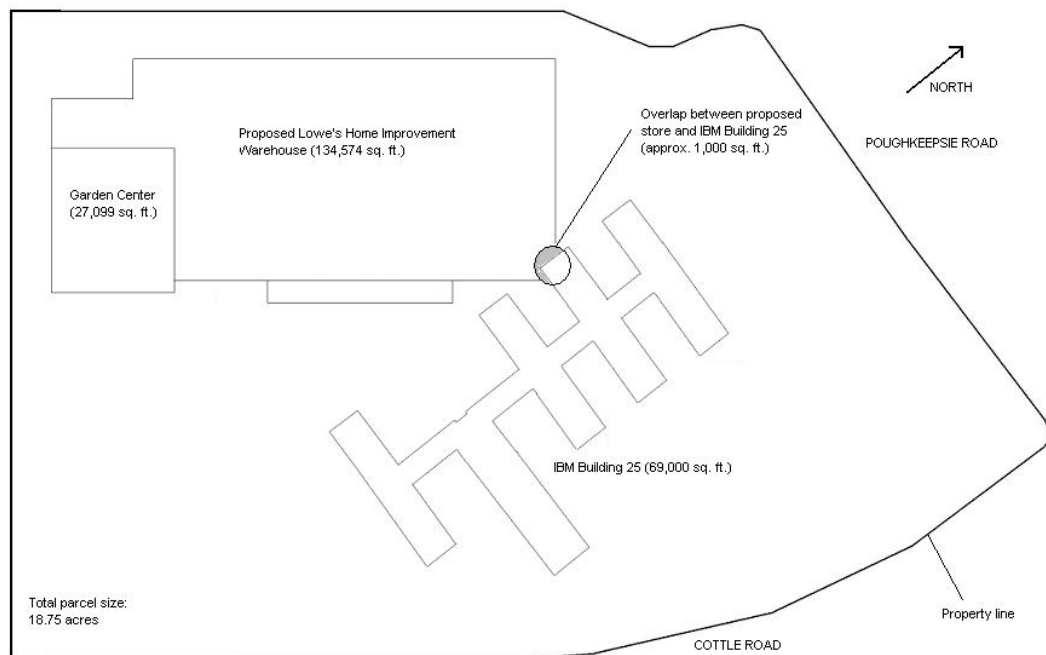 Proposed Lowe's Home Improvement
Warehouse (134,574 sq. ft.)
Garden Center
(27,099 sq. ft.)
Overlap between proposed
store and IBM Building 25
(approx. 1,000 sq. ft.)
NORTH
POUGHKEEPSIE ROAD
IBM Building 25 (69,000 sq. ft.)
Total parcel size:
18.75 acres
Property line
COTTLE ROAD